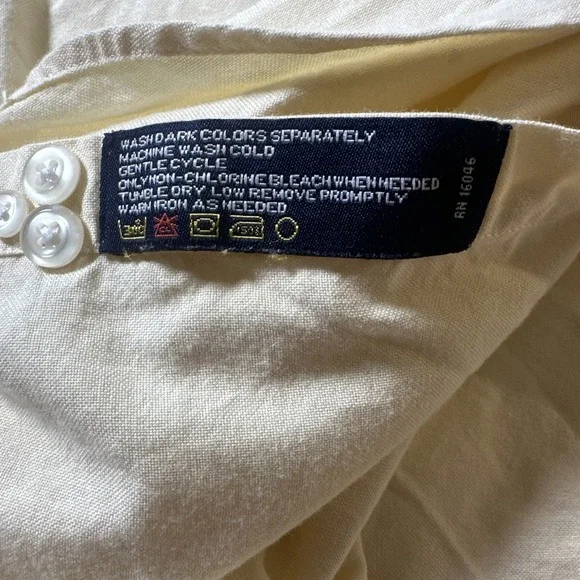 WASH DARK COLORS SEPARATELY
MACHINE WASH COLD
GENTLE CYCLE
ONLY NON-CHLORINE BLEACH WHEN NEEDED
TUMBLE DRY LOW REMOVE PROMPTLY
WARM IRON AS NEEDED
RN 16046